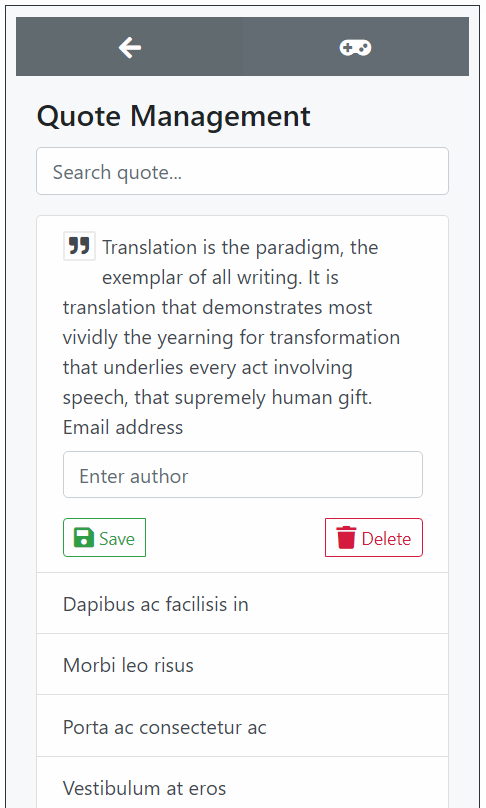 Quote Management
Search quote...
Translation is the paradigm, the
exemplar of all writing. It is
translation that demonstrates most
vividly the yearning for transformation
that underlies every act involving
speech, that supremely human gift.
Email address
Enter author
Save
Delete
Dapibus ac facilisis in
Morbi leo risus
Porta ac consectetur ac
Vestibulum at eros